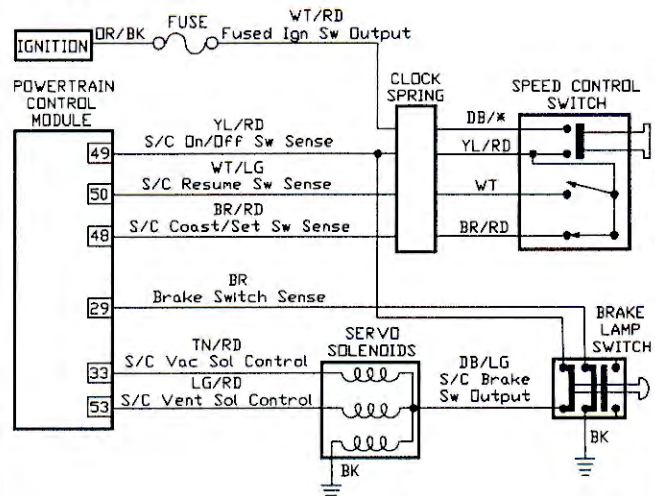 WT/RD
FUSE
OR/BK
Fused Ign Sw Output
IGNITION
POWERTRAIN
CONTROL
MODULE
CLOCK
SPRING
SPEED CONTROL
SWITCH
DB/*
YL/RD
49
S/C On/Off Sw Sense
YL/RD
WT/LG
50
S/C Resume Sw Sense
WT
BR/RD
48
S/C Coast/Set Sw Sense
BR/RD
BR
29
Brake Switch Sense
BRAKE
LAMP
SWITCH
SERVO
SOLENOIDS
TN/RD
33
S/C Vac Sol Control
LG/RD
53
S/C Vent Sol Control
DB/LG
S/C Brake
Sw Output
BK
BK